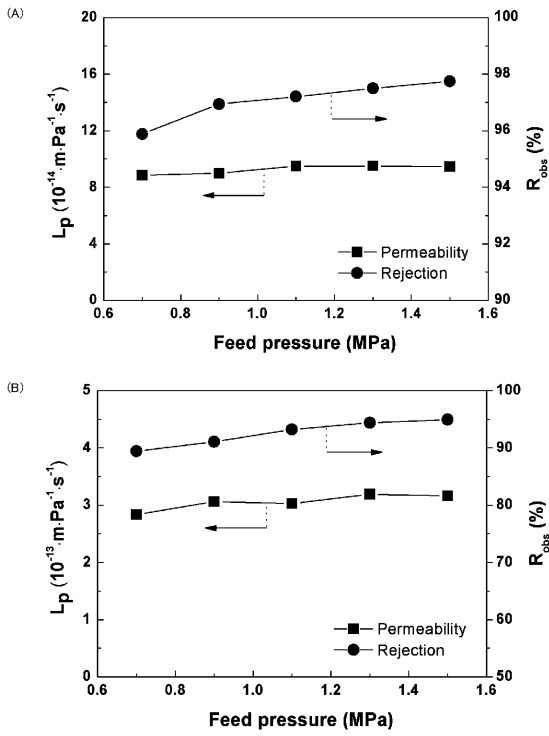 (A)
20
16
12
8
4
0
Lp (10⁻¹⁴·m·Pa⁻¹·s⁻¹)
100
98
96
94
92
90
R_obs (%)
Permeability
Rejection
0.6 0.8 1.0 1.2 1.4 1.6
Feed pressure (MPa)
(B)
5
4
3
2
1
0
Lp (10⁻¹³·m·Pa⁻¹·s⁻¹)
100
90
80
70
60
50
R_obs (%)
Permeability
Rejection
0.6 0.8 1.0 1.2 1.4 1.6
Feed pressure (MPa)